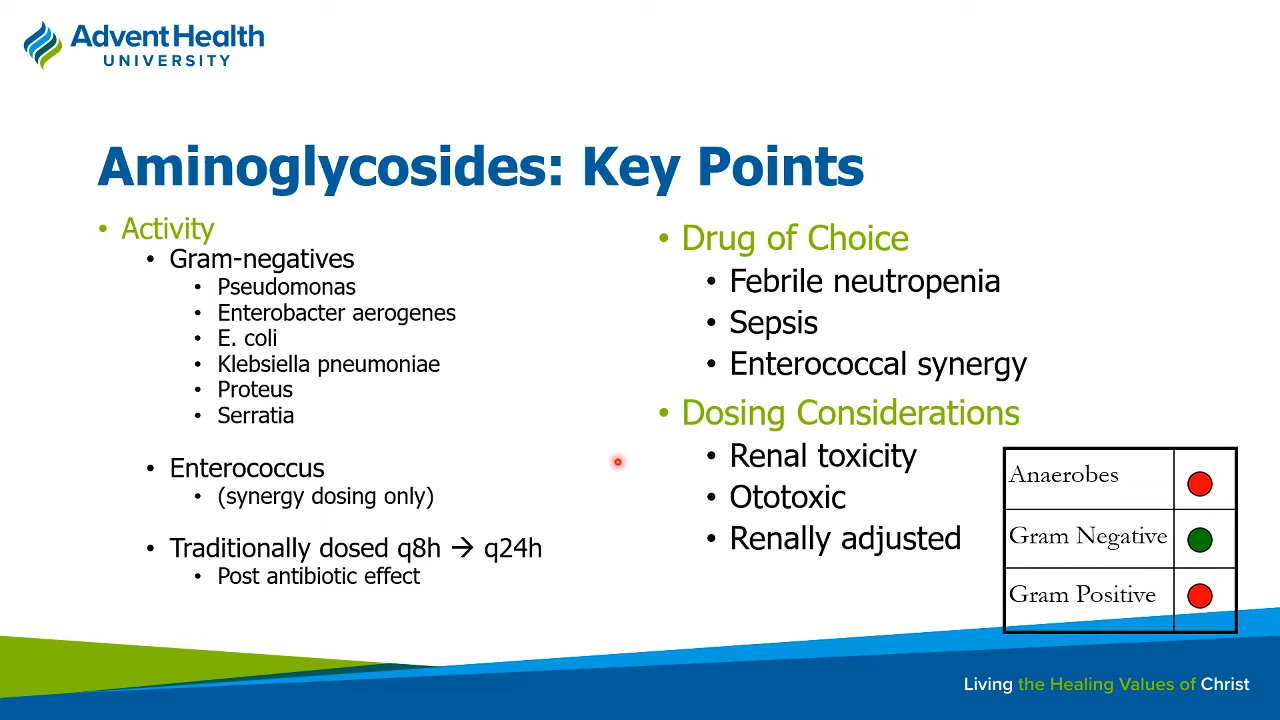 AdventHealth
UNIVERSITY
Aminoglycosides: Key Points
• Activity
• Gram-negatives
• Pseudomonas
• Enterobacter aerogenes
• E. coli
• Klebsiella pneumoniae
• Proteus
• Serratia
• Enterococcus
• (synergy dosing only)
• Traditionally dosed q8h → q24h
• Post antibiotic effect
• Drug of Choice
• Febrile neutropenia
• Sepsis
• Enterococcal synergy
• Dosing Considerations
• Renal toxicity
• Ototoxic
• Renally adjusted
Anaerobes
Gram Negative
Gram Positive
Living the Healing Values of Christ